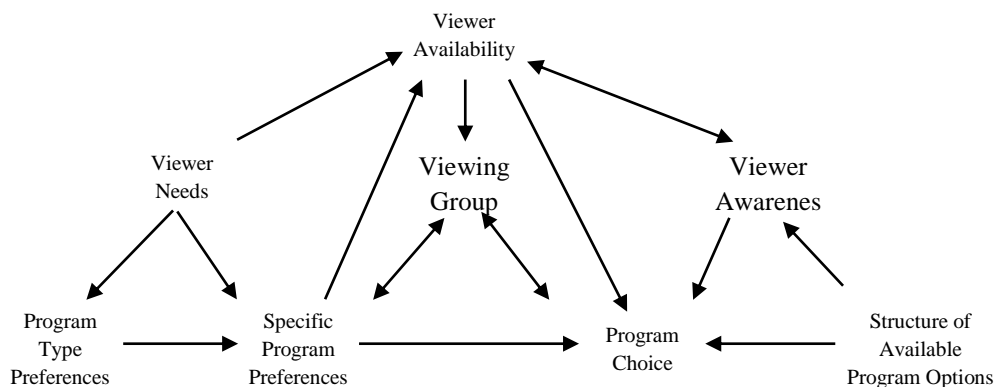 Viewer
Availability
Viewer
Needs
Viewing
Group
Viewer
Awarenes
Program
Type
Preferences
Specific
Program
Preferences
Program
Choice
Structure of
Available
Program Options